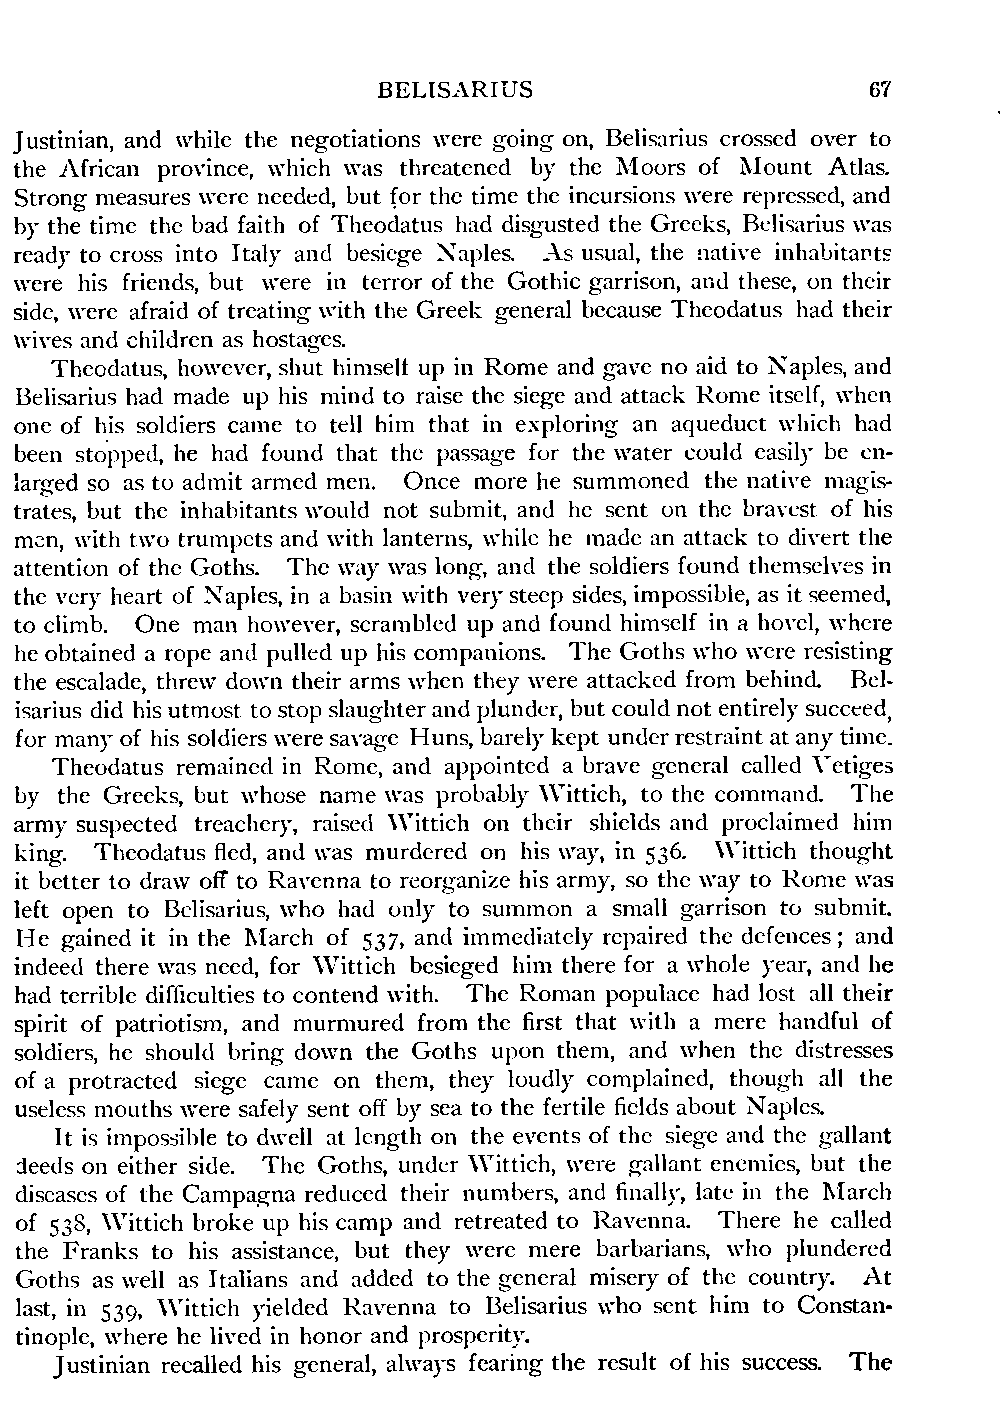 BELISARIUS 67
Justinian, and while the negotiations were going on, Belisarius crossed over to
the African province, which was threatened by the Moors of Mount Atlas.
Strong measures were needed, but for the time the incursions were repressed, and
by the time the bad faith of Theodatus had disgusted the Greeks, Belisarius was
ready to cross into Italy and besiege Naples. As usual, the native inhabitants
were his friends, but were in terror of the Gothic garrison, and these, on their
side, were afraid of treating with the Greek general because Theodatus had their
wives and children as hostages.
Theodatus, however, shut himself up in Rome and gave no aid to Naples, and
Belisarius had made up his mind to raise the siege and attack Rome itself, when
one of his soldiers came to tell him that in exploring an aqueduct which had
been stopped, he had found that the passage for the water could easily be en-
larged so as to admit armed men. Once more he summoned the native magis-
trates, but the inhabitants would not submit, and he sent on the bravest of his
men, with two trumpets and with lanterns, while he made an attack to divert the
attention of the Goths. The way was long, and the soldiers found themselves in
the very heart of Naples, in a basin with very steep sides, impossible, as it seemed,
to climb. One man however, scrambled up and found himself in a hovel, where
he obtained a rope and pulled up his companions. The Goths who were resisting
the escalade, threw down their arms when they were attacked from behind. Bel-
isarius did his utmost to stop slaughter and plunder, but could not entirely succeed,
for many of his soldiers were savage Huns, barely kept under restraint at any time.
Theodatus remained in Rome, and appointed a brave general called Vetiges
by the Greeks, but whose name was probably Wittich, to the command. The
army suspected treachery, raised Wittich on their shields and proclaimed him
king. Theodatus fled, and was murdered on his way, in 536. Wittich thought
it better to draw off to Ravenna to reorganize his army, so the way to Rome was
left open to Belisarius, who had only to summon a small garrison to submit.
He gained it in the March of 537, and immediately repaired the defences; and
indeed there was need, for Wittich besieged him there for a whole year, and he
had terrible difficulties to contend with. The Roman populace had lost all their
spirit of patriotism, and murmured from the first that with a mere handful of
soldiers, he should bring down the Goths upon them, and when the distresses
of a protracted siege came on them, they loudly complained, though all the
useless mouths were safely sent off by sea to the fertile fields about Naples.
It is impossible to dwell at length on the events of the siege and the gallant
deeds on either side. The Goths, under Wittich, were gallant enemies, but the
diseases of the Campagna reduced their numbers, and finally, late in the March
of 538, Wittich broke up his camp and retreated to Ravenna. There he called
the Franks to his assistance, but they were mere barbarians, who plundered
Goths as well as Italians and added to the general misery of the country. At
last, in 539, Wittich yielded Ravenna to Belisarius who sent him to Constan-
tinople, where he lived in honor and prosperity.
Justinian recalled his general, always fearing the result of his success. The